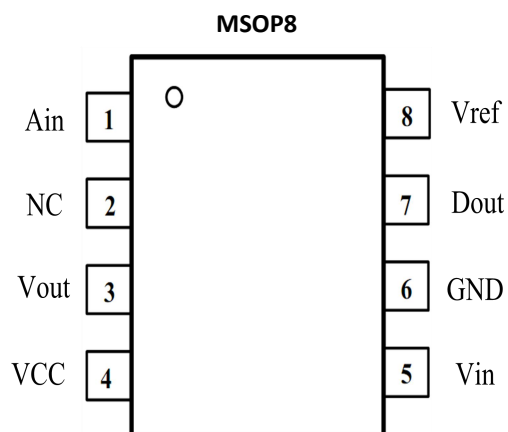 MSOP8
Ain 1 8 Vref
NC 2 7 Dout
Vout 3 6 GND
VCC 4 5 Vin